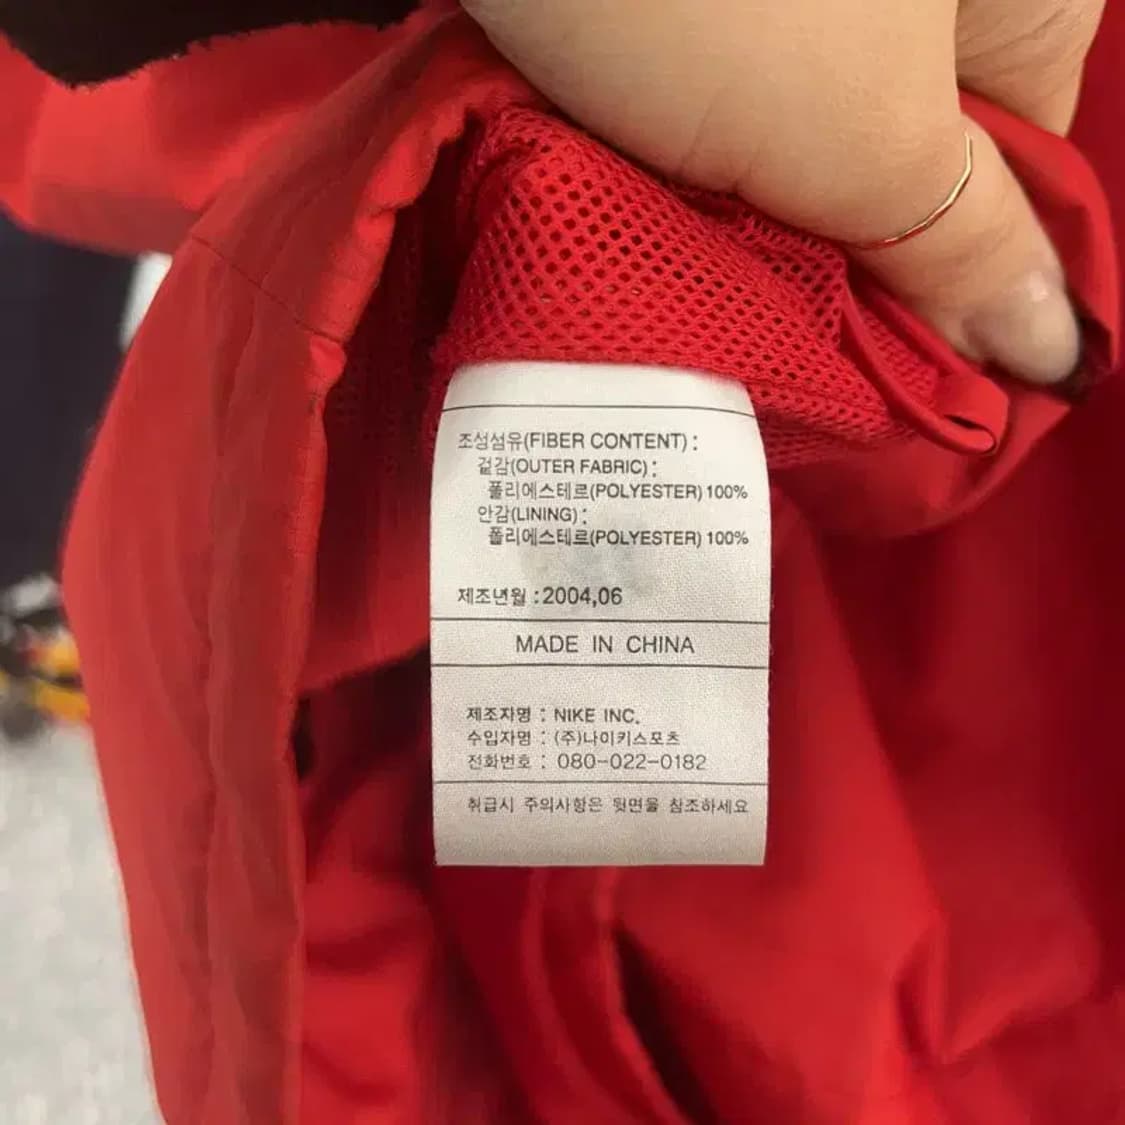 조성섬유(FIBER CONTENT) :
겉감(OUTER FABRIC) :
폴리에스테르(POLYESTER) 100%
안감(LINING) :
폴리에스테르(POLYESTER) 100%
제조년월 : 2004,06
MADE IN CHINA
제조자명 : NIKE INC.
수입자명 : (주)나이키스포츠
전화번호 : 080-022-0182
취급시 주의사항은 뒷면을 참조하세요